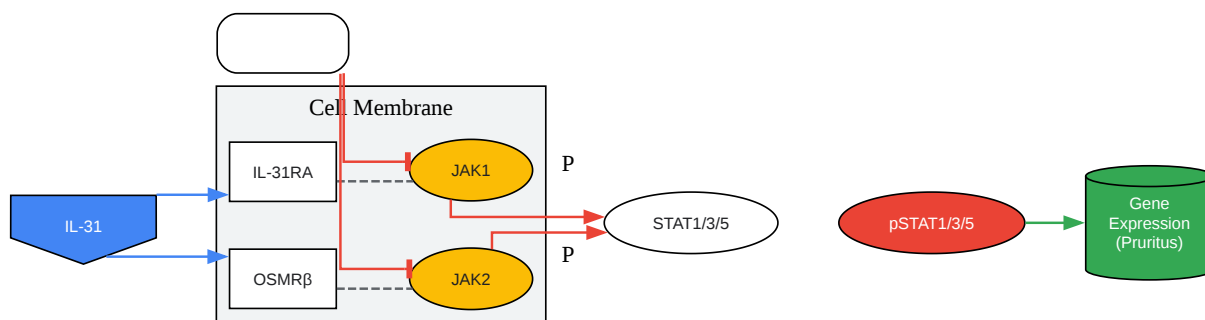 Cell Membrane
IL-31RA
JAK1
P
IL-31
STAT1/3/5
pSTAT1/3/5
Gene
Expression
(Pruritus)
OSMRβ
JAK2
P